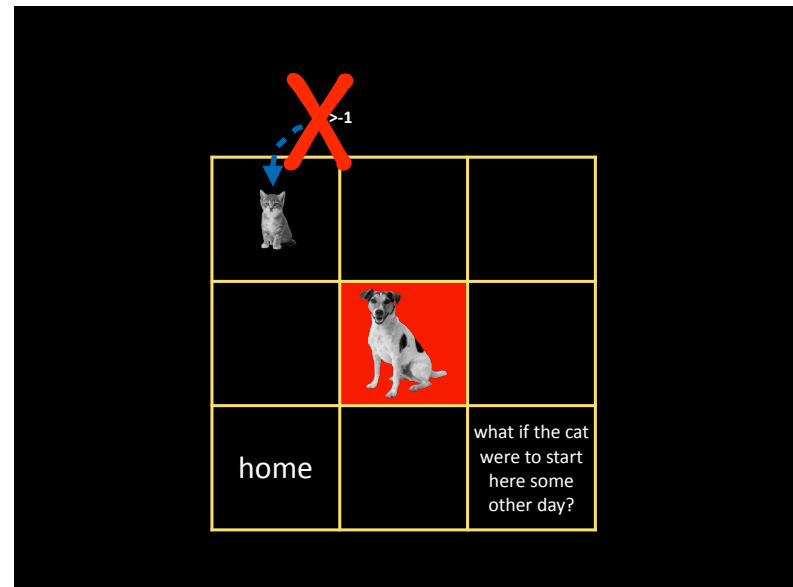 >-1
home
what if the cat
were to start
here some
other day?